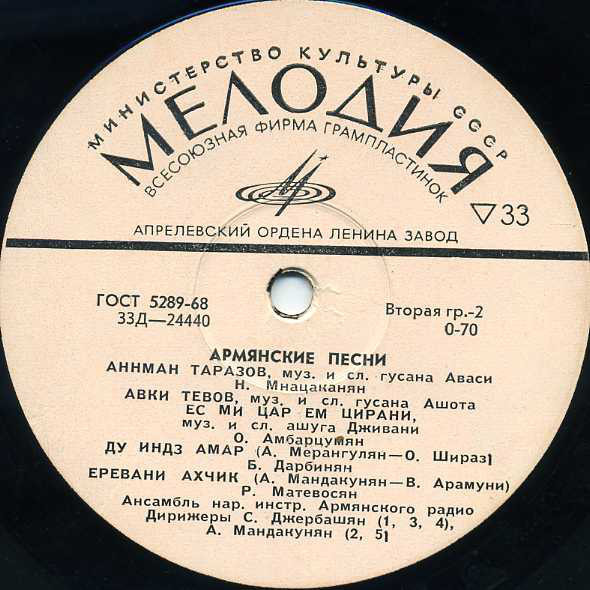 МИНИСТЕРСТВО КУЛЬТУРЫ СССР
МЕЛОДИЯ
ВСЕСОЮЗНАЯ ФИРМА ГРАМПЛАСТИНОК
▽33
АПРЕЛЕВСКИЙ ОРДЕНА ЛЕНИНА ЗАВОД
ГОСТ 5289-68
33Д—24440
Вторая гр.-2
0-70
АРМЯНСКИЕ ПЕСНИ
АННМАН ТАРАЗОВ, муз. и сл. гусана Аваси
Н. Мнацаканян
АВКИ ТЕВОВ, муз. и сл. гусана Ашота
ЕС МИ ЦАР ЕМ ЦИРАНИ,
муз. и сл. ашуга Дживани
О. Амбарцумян
ДУ ИНДЗ АМАР (А. Мерангулян—О. Шираз)
Б. Дарбинян
ЕРЕВАНИ АХЧИК (А. Мандакунян—В. Арамуни)
Р. Матевосян
Ансамбль нар. инстр. Армянского радио
Дирижеры С. Джербашян (1, 3, 4),
А. Мандакунян (2, 5)